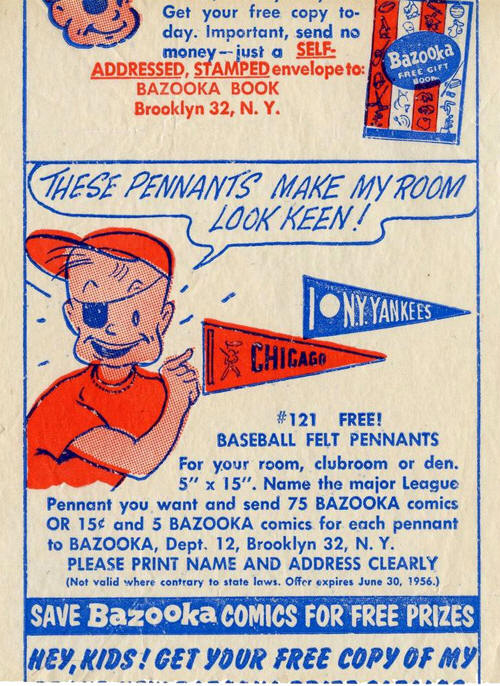 Get your free copy to-
day. Important, send no
money—just a SELF-
ADDRESSED, STAMPED envelope to:
BAZOOKA BOOK
Brooklyn 32, N. Y.
Bazooka
FREE GIFT
BOOK
THESE PENNANTS MAKE MY ROOM
LOOK KEEN!
N.Y. YANKEES
CHICAGO
#121 FREE!
BASEBALL FELT PENNANTS
For your room, clubroom or den.
5" x 15". Name the major League
Pennant you want and send 75 BAZOOKA comics
OR 15¢ and 5 BAZOOKA comics for each pennant
to BAZOOKA, Dept. 12, Brooklyn 32, N. Y.
PLEASE PRINT NAME AND ADDRESS CLEARLY
(Not valid where contrary to state laws. Offer expires June 30, 1956.)
SAVE Bazooka COMICS FOR FREE PRIZES
HEY, KIDS! GET YOUR FREE COPY OF MY